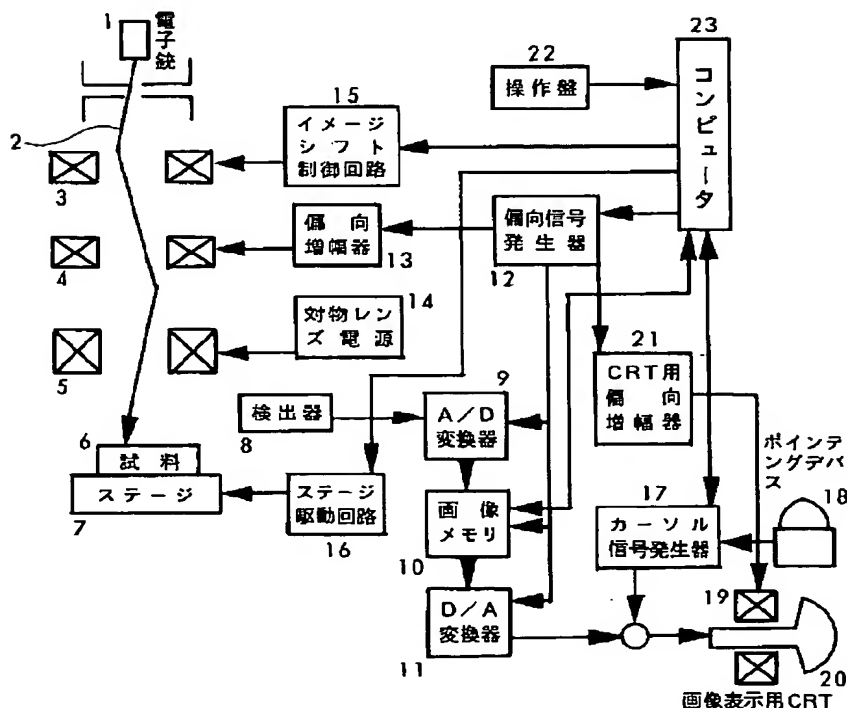 1
電子銃
2
3
4
5
6
試料
ステージ
7
15
イメージ
シフト
制御回路
偏向
増幅器
13
14
対物レン
ズ電源
22
操作盤
23
コンピュータ
偏向信号
発生器
12
21
CRT用
偏向
増幅器
検出器
8
9
A/D
変換器
ステージ
駆動回路
16
画像
メモリ
10
D/A
変換器
11
17
カーソル
信号発生器
ポインテ
ングデバ
イス
18
19
20
画像表示用CRT